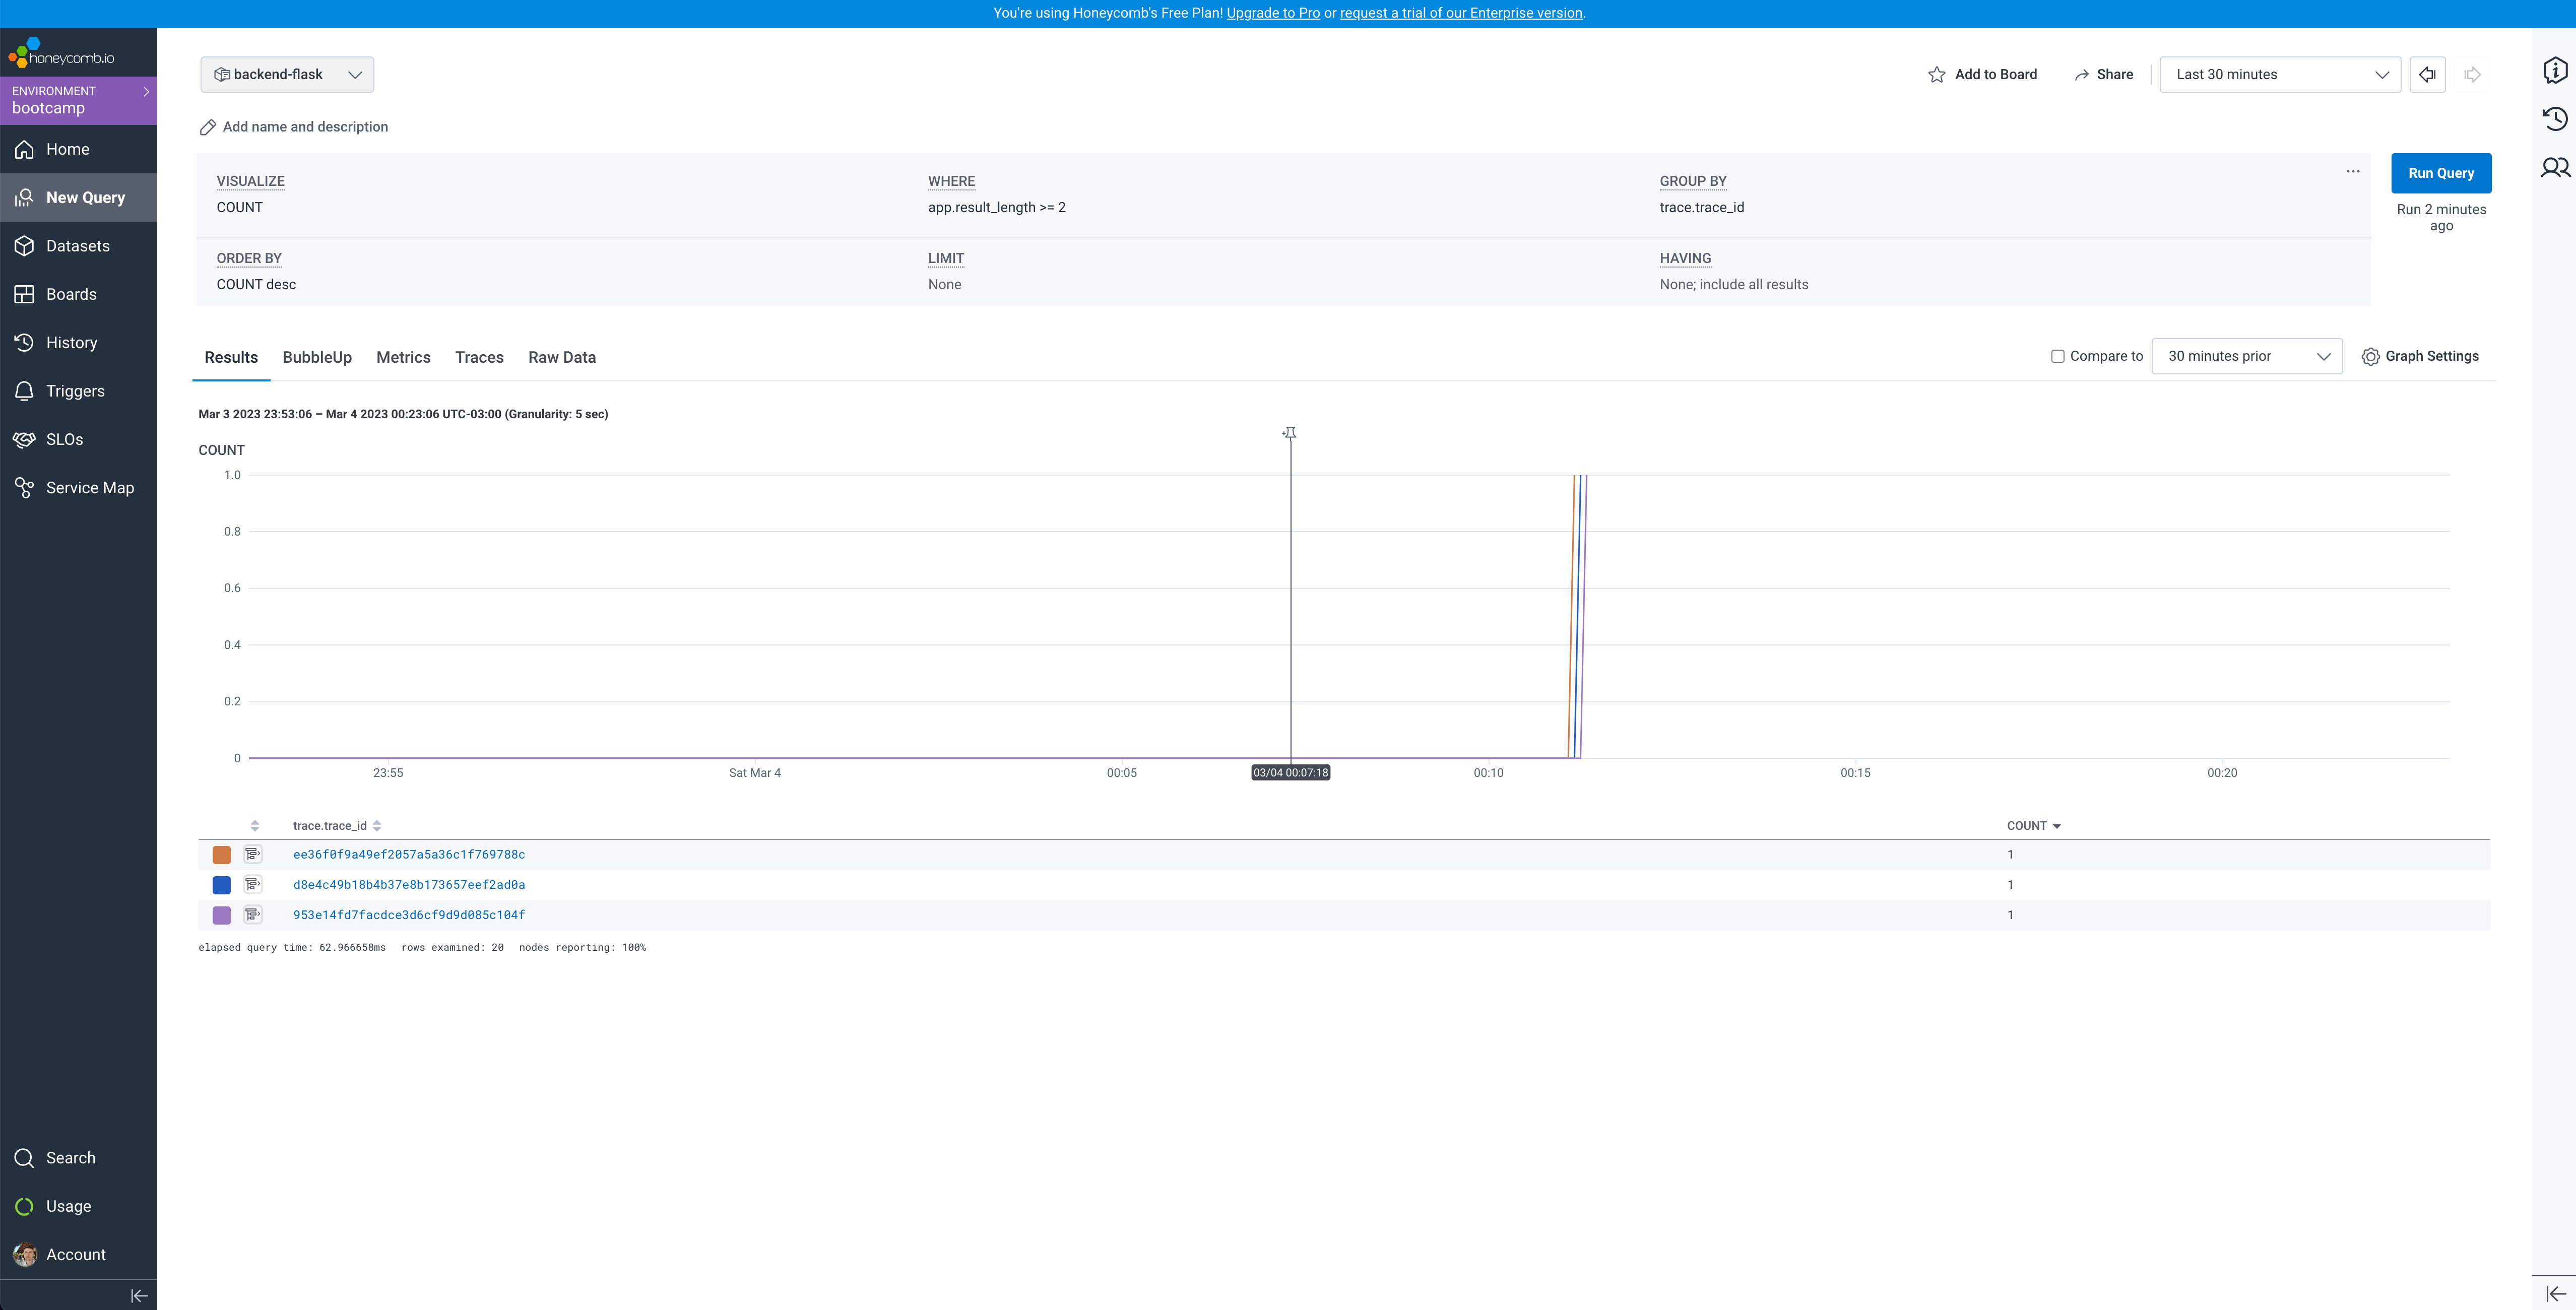 You're using Honeycomb's Free Plan! Upgrade to Pro or request a trial of our Enterprise version.
honeycomb.io
ENVIRONMENT
bootcamp
Home
New Query
Datasets
Boards
History
Triggers
SLOs
Service Map
Search
Usage
Account
backend-flask
Add to Board
Share
Last 30 minutes
Add name and description
VISUALIZE
COUNT
WHERE
app.result_length >= 2
GROUP BY
trace.trace_id
Run Query
Run 2 minutes
ago
ORDER BY
COUNT desc
LIMIT
None
HAVING
None; include all results
Results
BubbleUp
Metrics
Traces
Raw Data
Compare to
30 minutes prior
Graph Settings
Mar 3 2023 23:53:06 – Mar 4 2023 00:23:06 UTC-03:00 (Granularity: 5 sec)
COUNT
1.0
0.8
0.6
0.4
0.2
0
23:55
Sat Mar 4
00:05
03/04 00:07:18
00:10
00:15
00:20
trace.trace_id
COUNT
ee36f0f9a49ef2057a5a36c1f769788c
1
d8e4c49b18b4b37e8b173657eef2ad0a
1
953e14fd7facdce3d6cf9d9d085c104f
1
elapsed query time: 62.966658ms rows examined: 20 nodes reporting: 100%